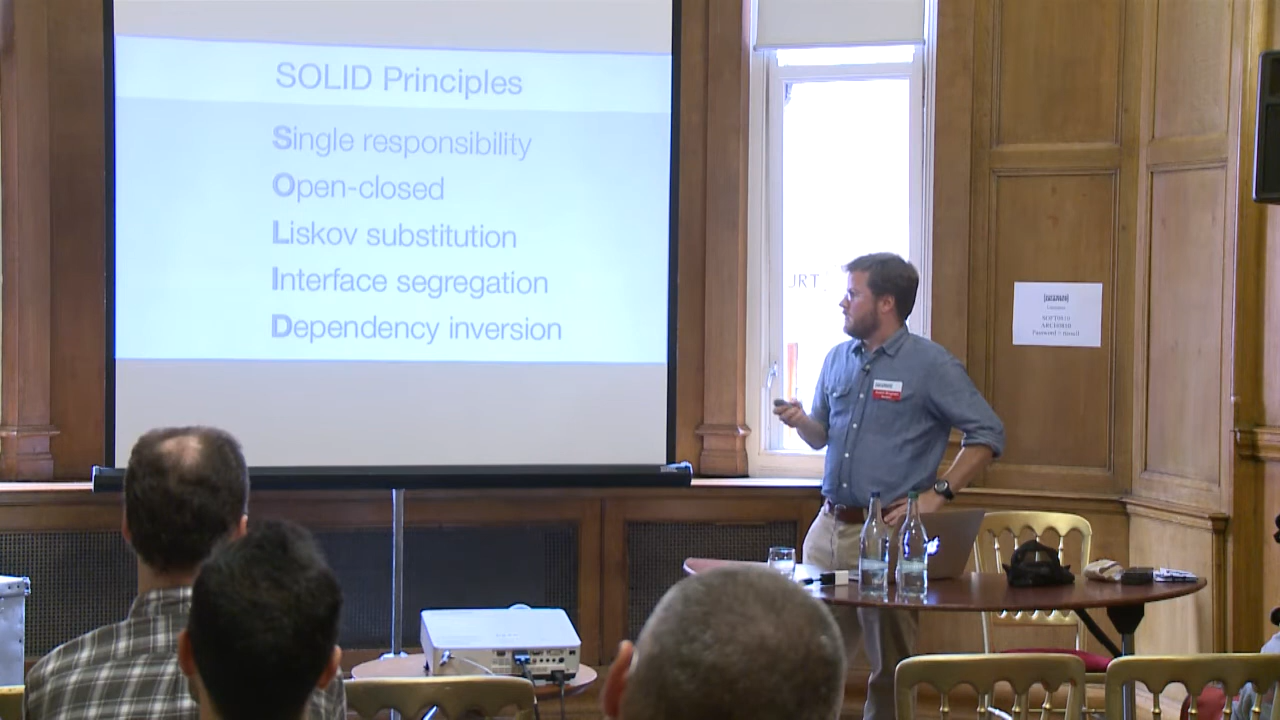 SOLID Principles
Single responsibility
Open-closed
Liskov substitution
Interface segregation
Dependency inversion